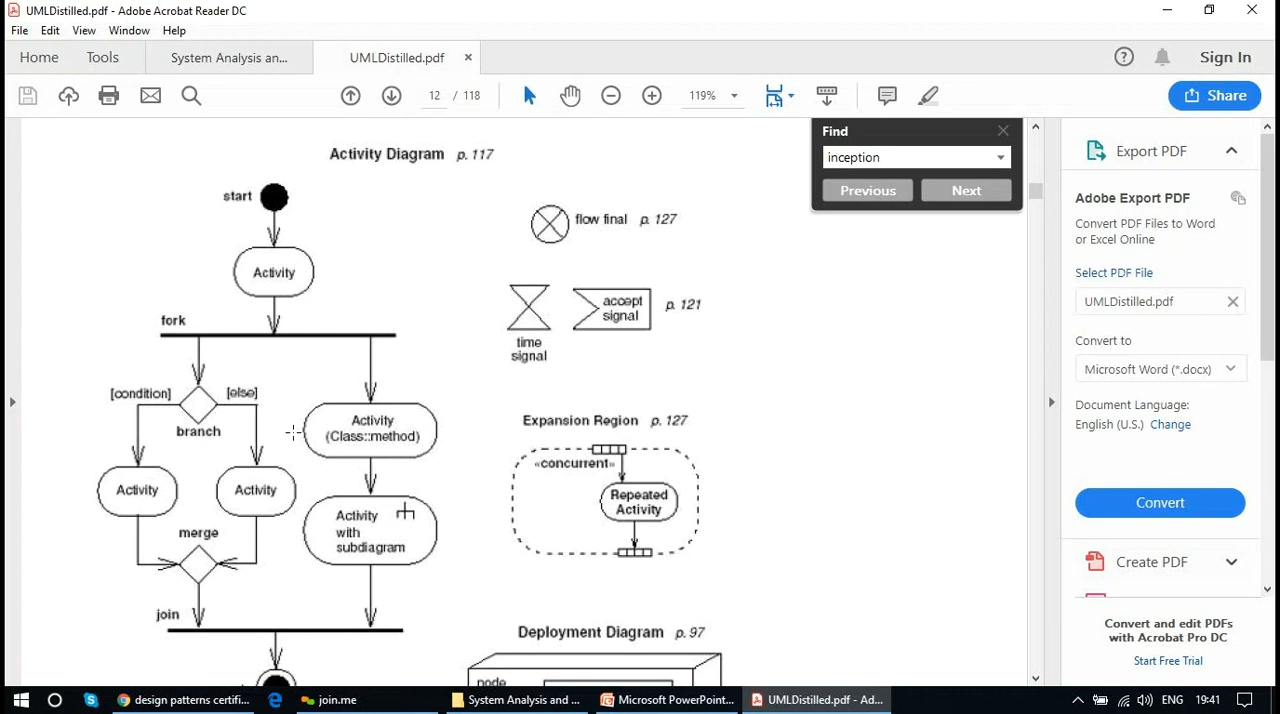 UMLDistilled.pdf - Adobe Acrobat Reader DC
File Edit View Window Help
Home Tools System Analysis an... UMLDistilled.pdf × Sign In
12 / 118 119% Share
Find
inception
Previous Next
Activity Diagram p. 117
start
Activity
fork
[condition] [else]
branch
Activity
(Class::method)
Activity Activity
Activity
with
subdiagram
merge
join
flow final p. 127
time
signal
accept
signal
p. 121
Expansion Region p. 127
«concurrent»
Repeated
Activity
Deployment Diagram p. 97
node
Export PDF
Adobe Export PDF
Convert PDF Files to Word
or Excel Online
Select PDF File
UMLDistilled.pdf
Convert to
Microsoft Word (*.docx)
Document Language:
English (U.S.) Change
Convert
Create PDF
Convert and edit PDFs
with Acrobat Pro DC
Start Free Trial
design patterns certifi...
join.me
System Analysis and ...
Microsoft PowerPoint...
UMLDistilled.pdf - Ad...
ENG 19:41